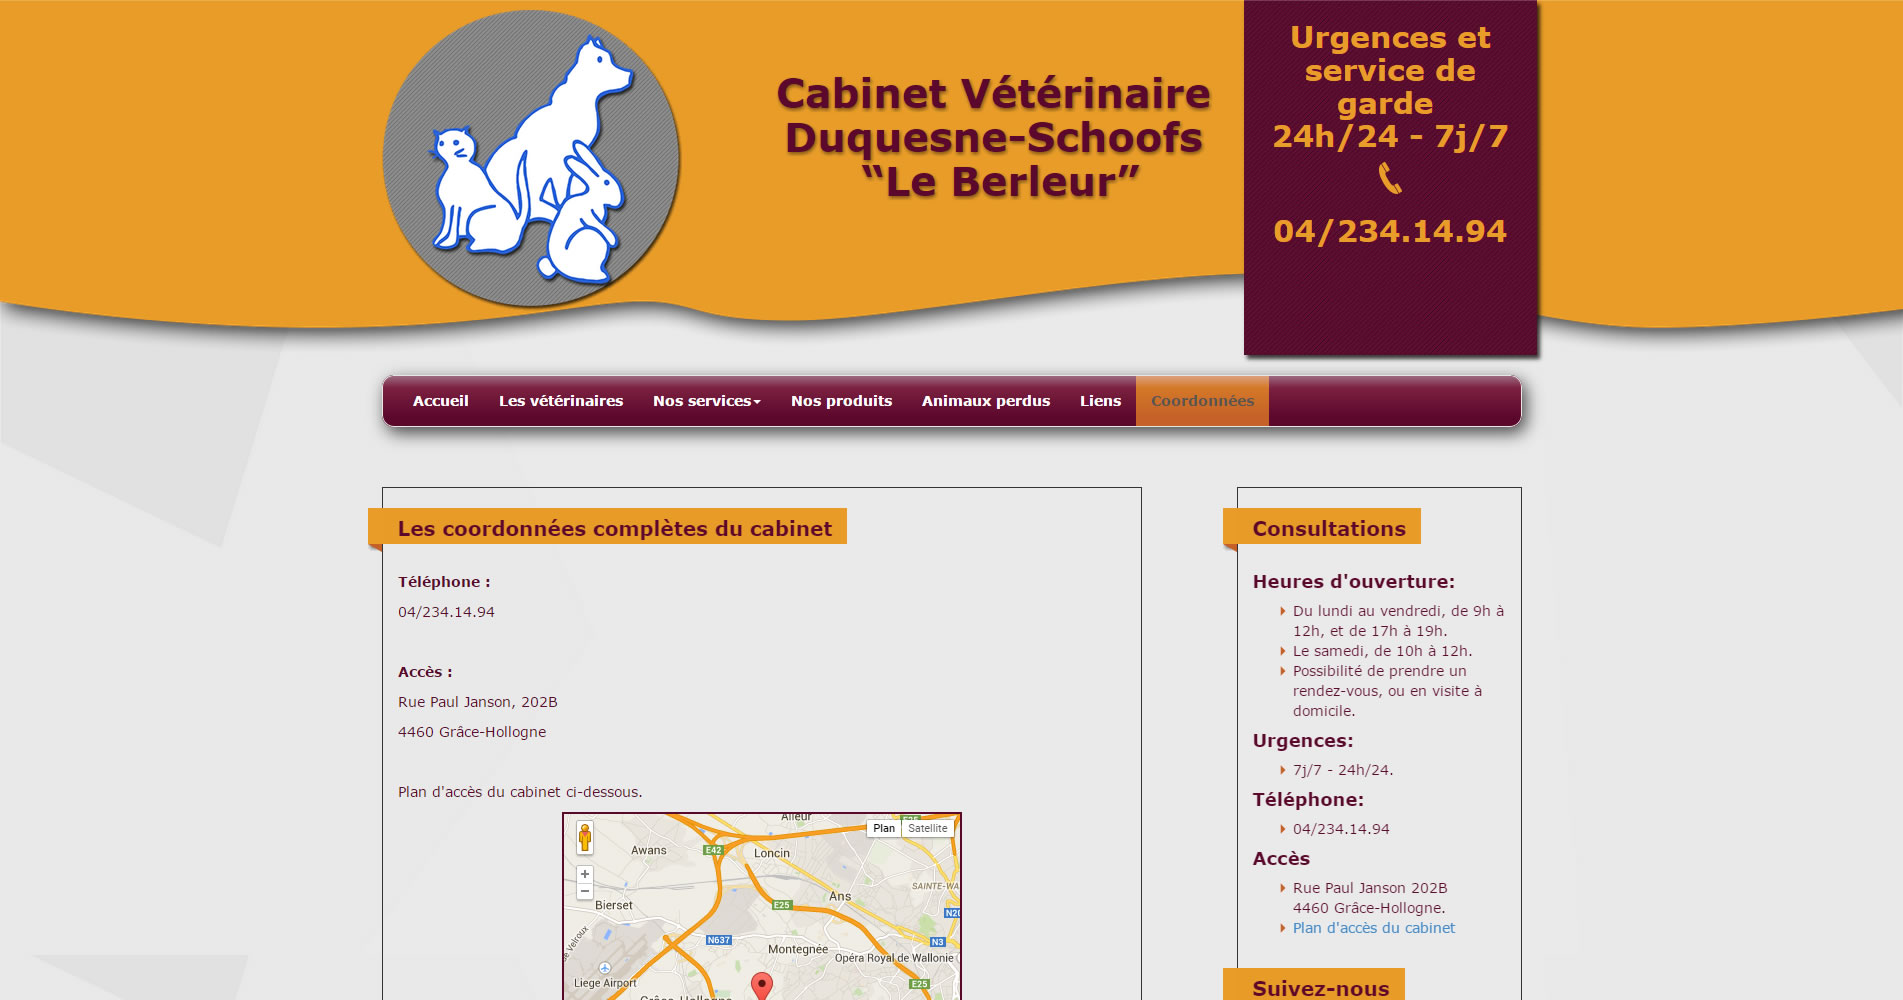 Cabinet Vétérinaire
Duquesne-Schoofs
“Le Berleur”
Urgences et
service de
garde
24h/24 - 7j/7
04/234.14.94
Accueil
Les vétérinaires
Nos services
Nos produits
Animaux perdus
Liens
Coordonnées
Les coordonnées complètes du cabinet
Téléphone :
04/234.14.94
Accès :
Rue Paul Janson, 202B
4460 Grâce-Hollogne
Plan d'accès du cabinet ci-dessous.
Alleur
E25
Plan
Satellite
Awans
E42
Loncin
SAINTE-WA
Ans
Bierset
E25
N20
N637
N3
Montegnée
Opéra Royal de Wallonie
Liege Airport
E25
Grâce-Hollogne
Consultations
Heures d'ouverture:
Du lundi au vendredi, de 9h à
12h, et de 17h à 19h.
Le samedi, de 10h à 12h.
Possibilité de prendre un
rendez-vous, ou en visite à
domicile.
Urgences:
7j/7 - 24h/24.
Téléphone:
04/234.14.94
Accès
Rue Paul Janson 202B
4460 Grâce-Hollogne.
Plan d'accès du cabinet
Suivez-nous